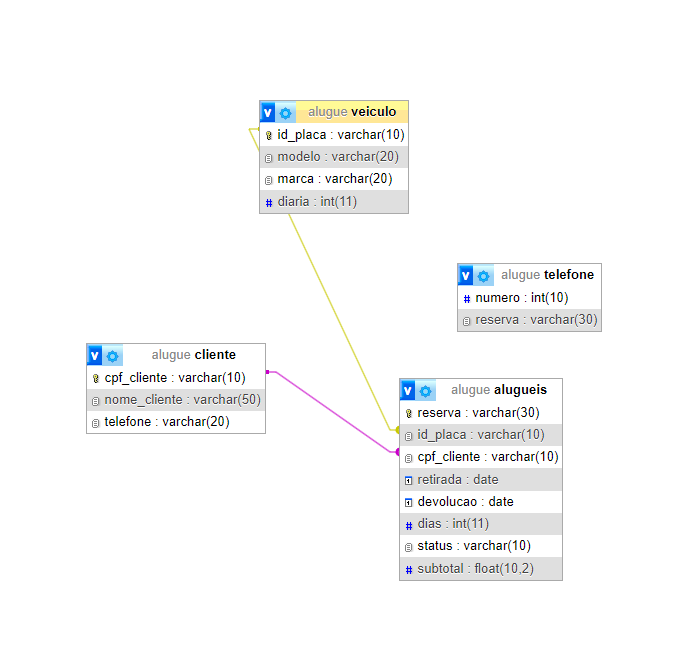 v alugue veiculo
id_placa : varchar(10)
modelo : varchar(20)
marca : varchar(20)
# diaria : int(11)
v alugue telefone
# numero : int(10)
reserva : varchar(30)
v alugue cliente
cpf_cliente : varchar(10)
nome_cliente : varchar(50)
telefone : varchar(20)
v alugue alugueis
reserva : varchar(30)
id_placa : varchar(10)
cpf_cliente : varchar(10)
retirada : date
devolucao : date
# dias : int(11)
status : varchar(10)
# subtotal : float(10,2)